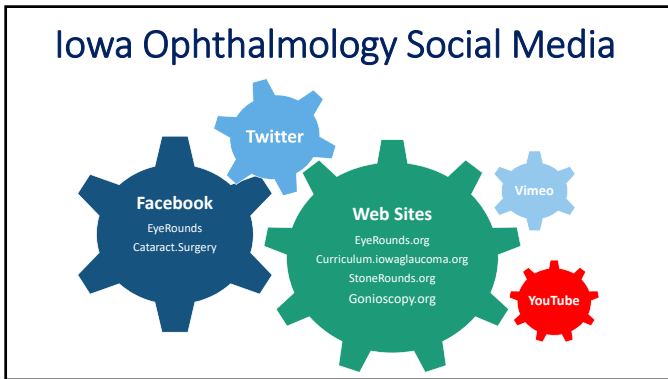 Iowa Ophthalmology Social Media
Twitter
Facebook
EyeRounds
Cataract.Surgery
Web Sites
EyeRounds.org
Curriculum.iowaglaucoma.org
StoneRounds.org
Gonioscopy.org
Vimeo
YouTube